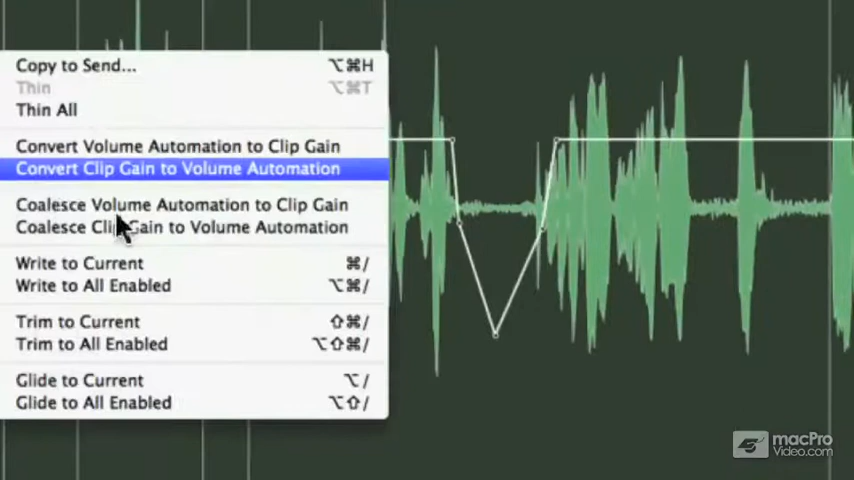 Copy to Send... ⌥⌘H
Thin ⌥⌘T
Thin All
Convert Volume Automation to Clip Gain
Convert Clip Gain to Volume Automation
Coalesce Volume Automation to Clip Gain
Coalesce Clip Gain to Volume Automation
Write to Current ⌘/
Write to All Enabled ⌥⌘/
Trim to Current ⇧⌘/
Trim to All Enabled ⌥⇧⌘/
Glide to Current ⌥/
Glide to All Enabled ⌥⇧/
macPro
Video.com